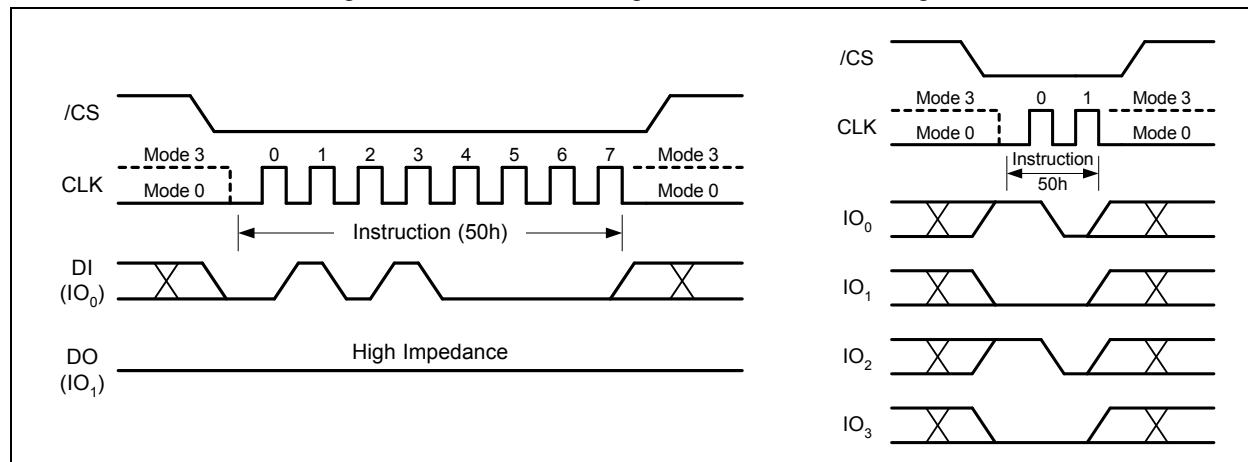 /CS
Mode 3 0 1 2 3 4 5 6 7 Mode 3
CLK
Mode 0 Mode 0
Instruction (50h)
DI
(IO0)
High Impedance
DO
(IO1)
/CS
Mode 3 0 1 Mode 3
CLK
Mode 0 Mode 0
Instruction
50h
IO0
IO1
IO2
IO3